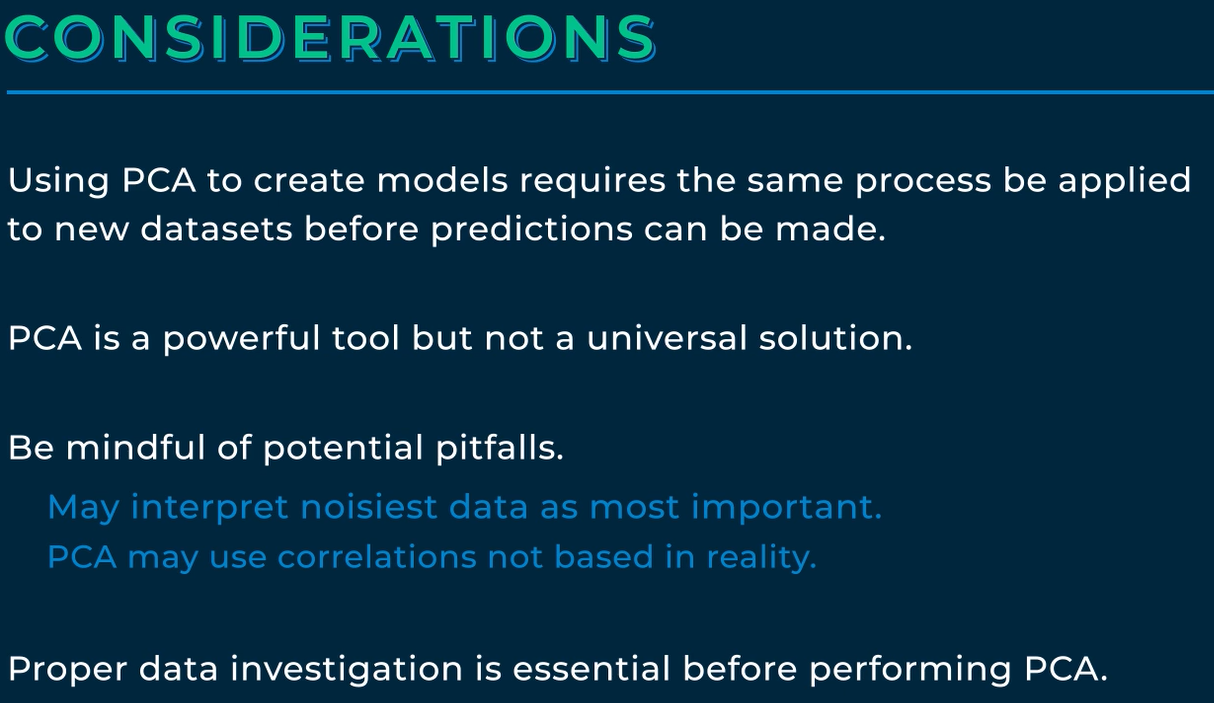 CONSIDERATIONS
Using PCA to create models requires the same process be applied
to new datasets before predictions can be made.
PCA is a powerful tool but not a universal solution.
Be mindful of potential pitfalls.
May interpret noisiest data as most important.
PCA may use correlations not based in reality.
Proper data investigation is essential before performing PCA.